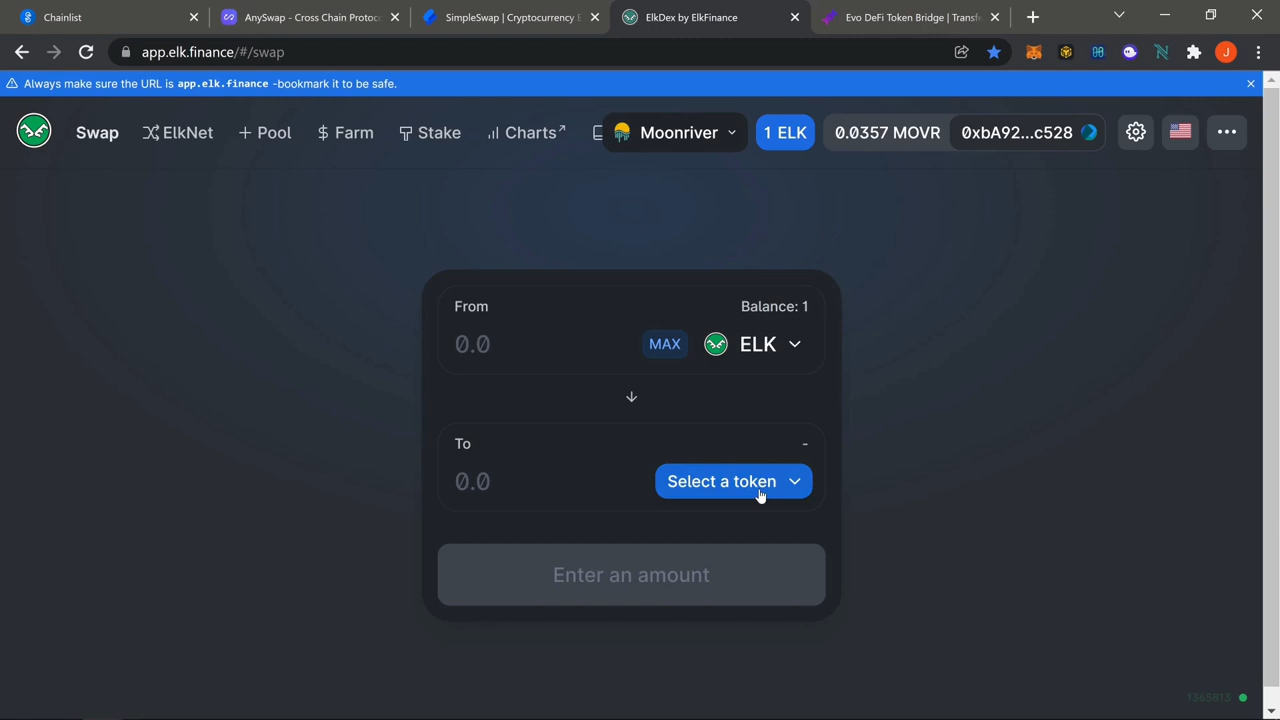 Chainlist
AnySwap - Cross Chain Protoc
SimpleSwap | Cryptocurrency E
ElkDex by ElkFinance
Evo DeFi Token Bridge | Transf
app.elk.finance/#/swap
J
Always make sure the URL is app.elk.finance -bookmark it to be safe.
Swap
ElkNet
+ Pool
$ Farm
Stake
Charts↗
Moonriver
1 ELK
0.0357 MOVR
0xbA92...c528
From
Balance: 1
0.0
MAX
ELK
To
-
0.0
Select a token
Enter an amount
1365813